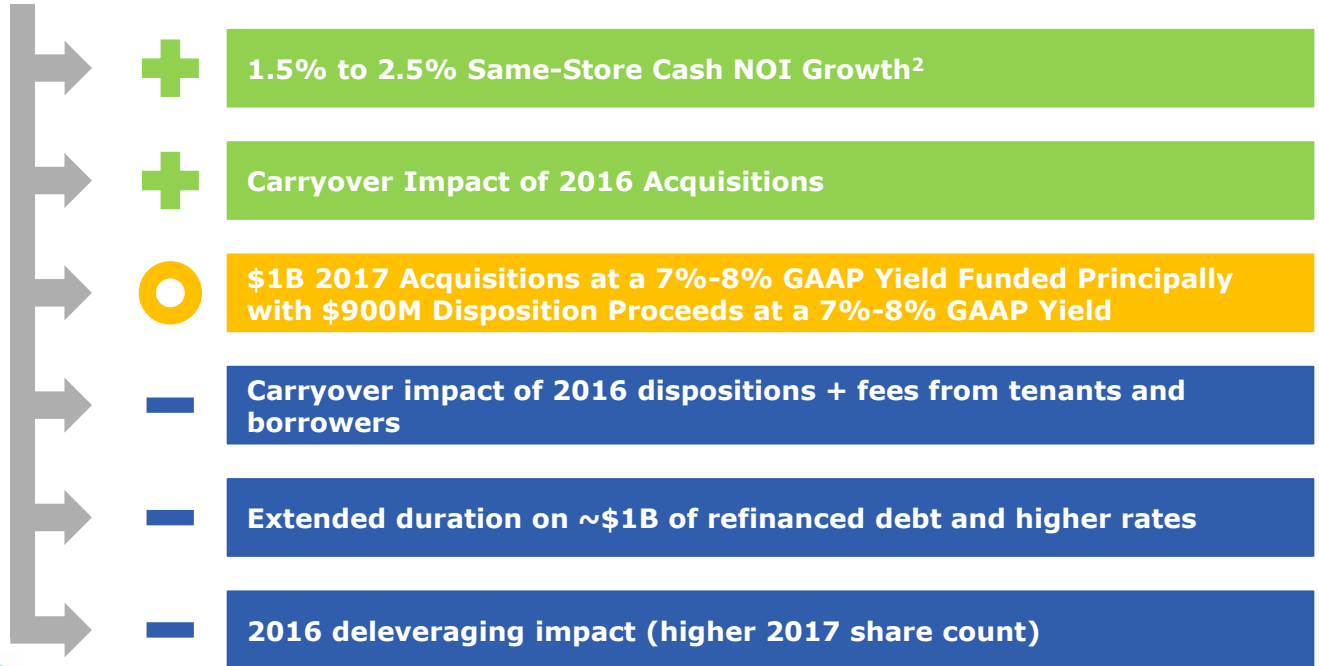 1.5% to 2.5% Same-Store Cash NOI Growth²
Carryover Impact of 2016 Acquisitions
$1B 2017 Acquisitions at a 7%-8% GAAP Yield Funded Principally
with $900M Disposition Proceeds at a 7%-8% GAAP Yield
Carryover impact of 2016 dispositions + fees from tenants and
borrowers
Extended duration on ~$1B of refinanced debt and higher rates
2016 deleveraging impact (higher 2017 share count)